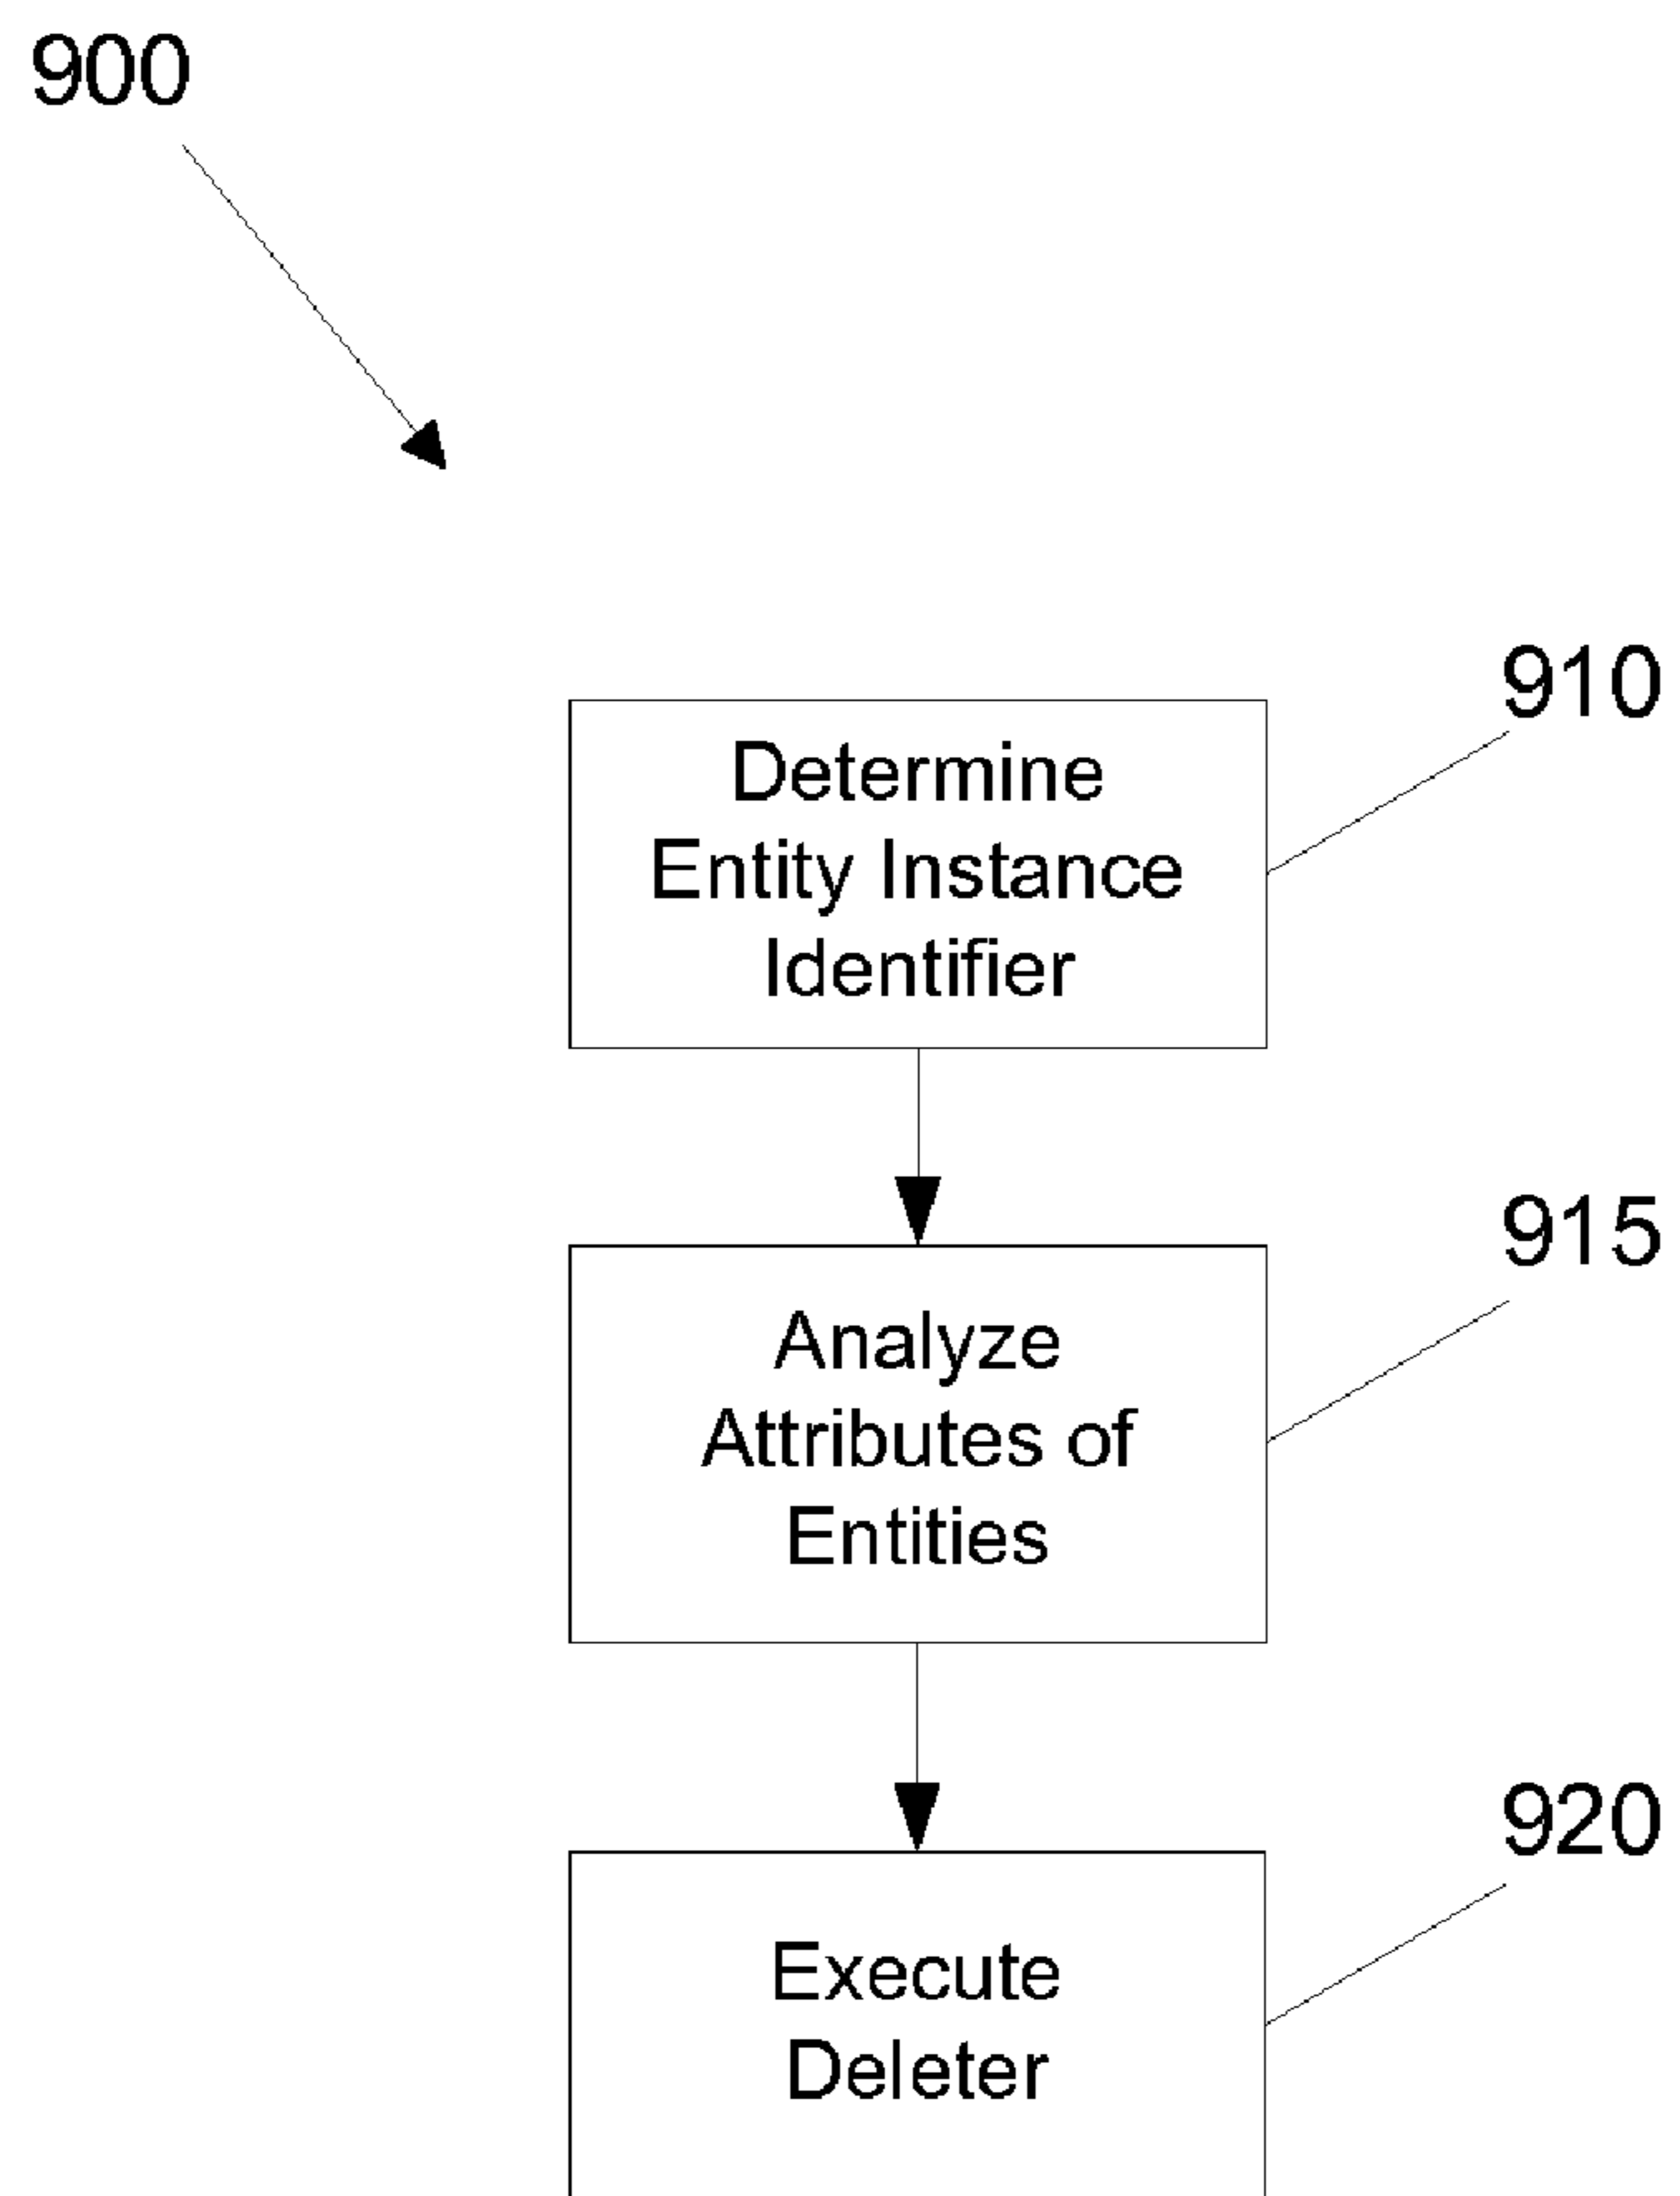 900
910
Determine
Entity Instance
Identifier
915
Analyze
Attributes of
Entities
920
Execute
Deleter